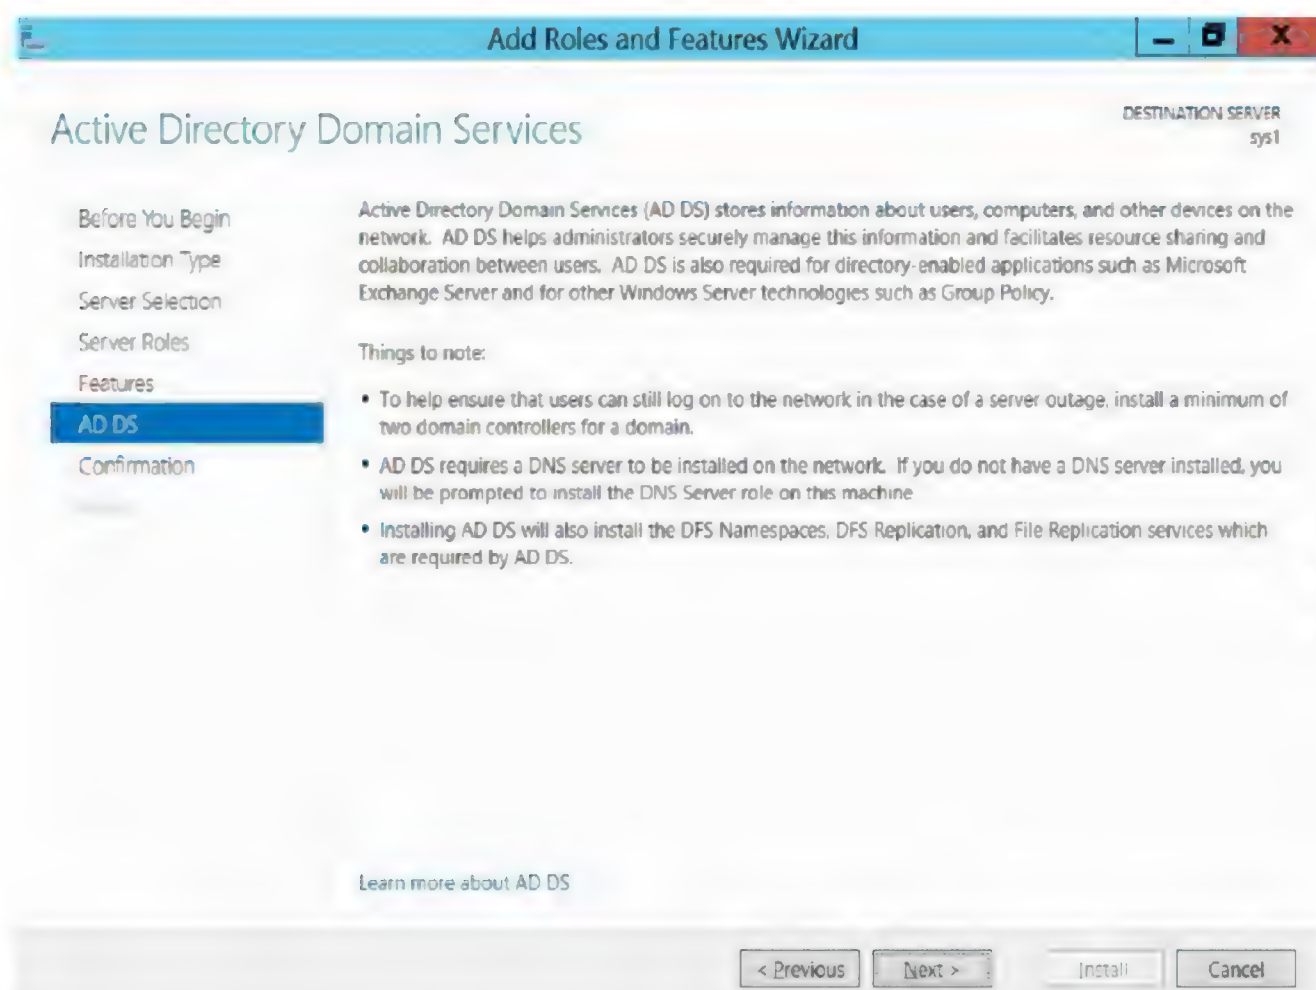 Add Roles and Features Wizard
Active Directory Domain Services
DESTINATION SERVER
sys1
Before You Begin
Installation Type
Server Selection
Server Roles
Features
AD DS
Confirmation
Active Directory Domain Services (AD DS) stores information about users, computers, and other devices on the
network. AD DS helps administrators securely manage this information and facilitates resource sharing and
collaboration between users. AD DS is also required for directory-enabled applications such as Microsoft
Exchange Server and for other Windows Server technologies such as Group Policy.
Things to note:
• To help ensure that users can still log on to the network in the case of a server outage, install a minimum of
two domain controllers for a domain.
• AD DS requires a DNS server to be installed on the network. If you do not have a DNS server installed, you
will be prompted to install the DNS Server role on this machine
• Installing AD DS will also install the DFS Namespaces, DFS Replication, and File Replication services which
are required by AD DS.
Learn more about AD DS
< Previous
Next >
Install
Cancel